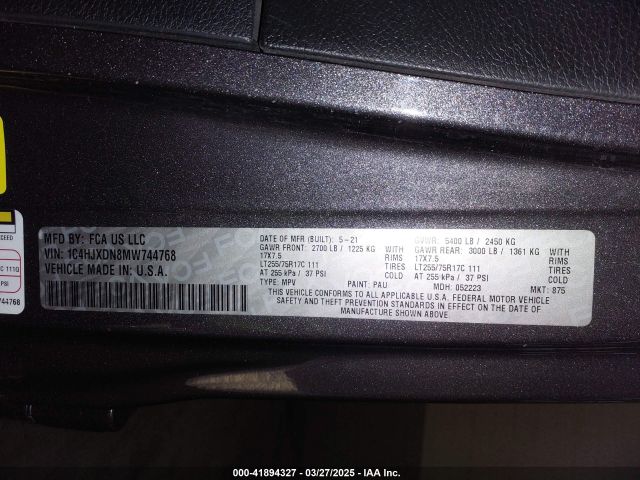 MFD BY: FCA US LLC
VIN: 1C4HJXDN8MW744768
VEHICLE MADE IN U.S.A.
DATE OF MFR (BUILT): 5-21 GVWR: 5400 LB / 2450 KG
GAWR FRONT: 2700 LB / 1225 KG WITH GAWR REAR: 3000 LB / 1361 KG WITH
17X7.5 RIMS 17X7.5 RIMS
LT255/75R17C 111 TIRES LT255/75R17C 111 TIRES
AT 255 kPa / 37 PSI COLD AT 255 kPa / 37 PSI COLD
TYPE: MPV PAINT: PAU MDH: 052223 MKT: 875
THIS VEHICLE CONFORMS TO ALL APPLICABLE U.S.A. FEDERAL MOTOR VEHICLE
SAFETY AND THEFT PREVENTION STANDARDS IN EFFECT ON THE DATE OF
MANUFACTURE SHOWN ABOVE.
C 111Q
PSI
744768
© 00-41894327 / 03/27/2025 - IAA Inc.